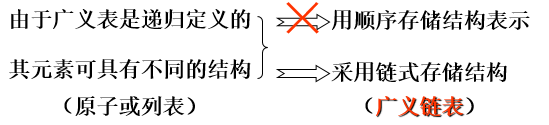 由于广义表是递归定义的
用顺序存储结构表示
其元素可具有不同的结构
采用链式存储结构
（原子或列表）
（广义链表）